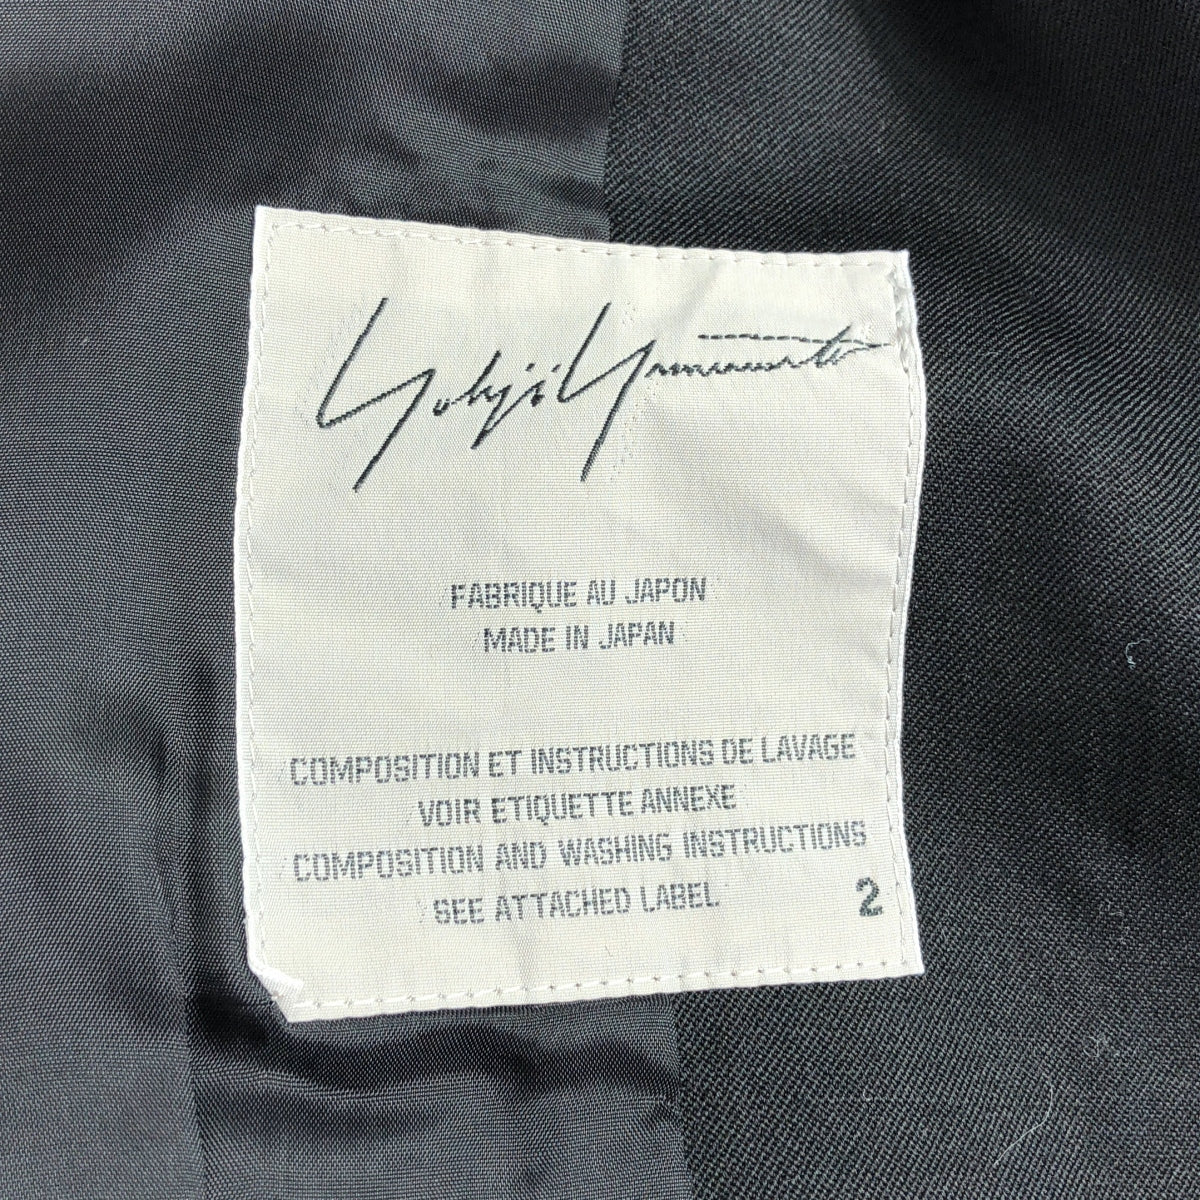 Yohji Yamamoto
FABRIQUE AU JAPON
MADE IN JAPAN
COMPOSITION ET INSTRUCTIONS DE LAVAGE
VOIR ETIQUETTE ANNEXE
COMPOSITION AND WASHING INSTRUCTIONS
SEE ATTACHED LABEL
2